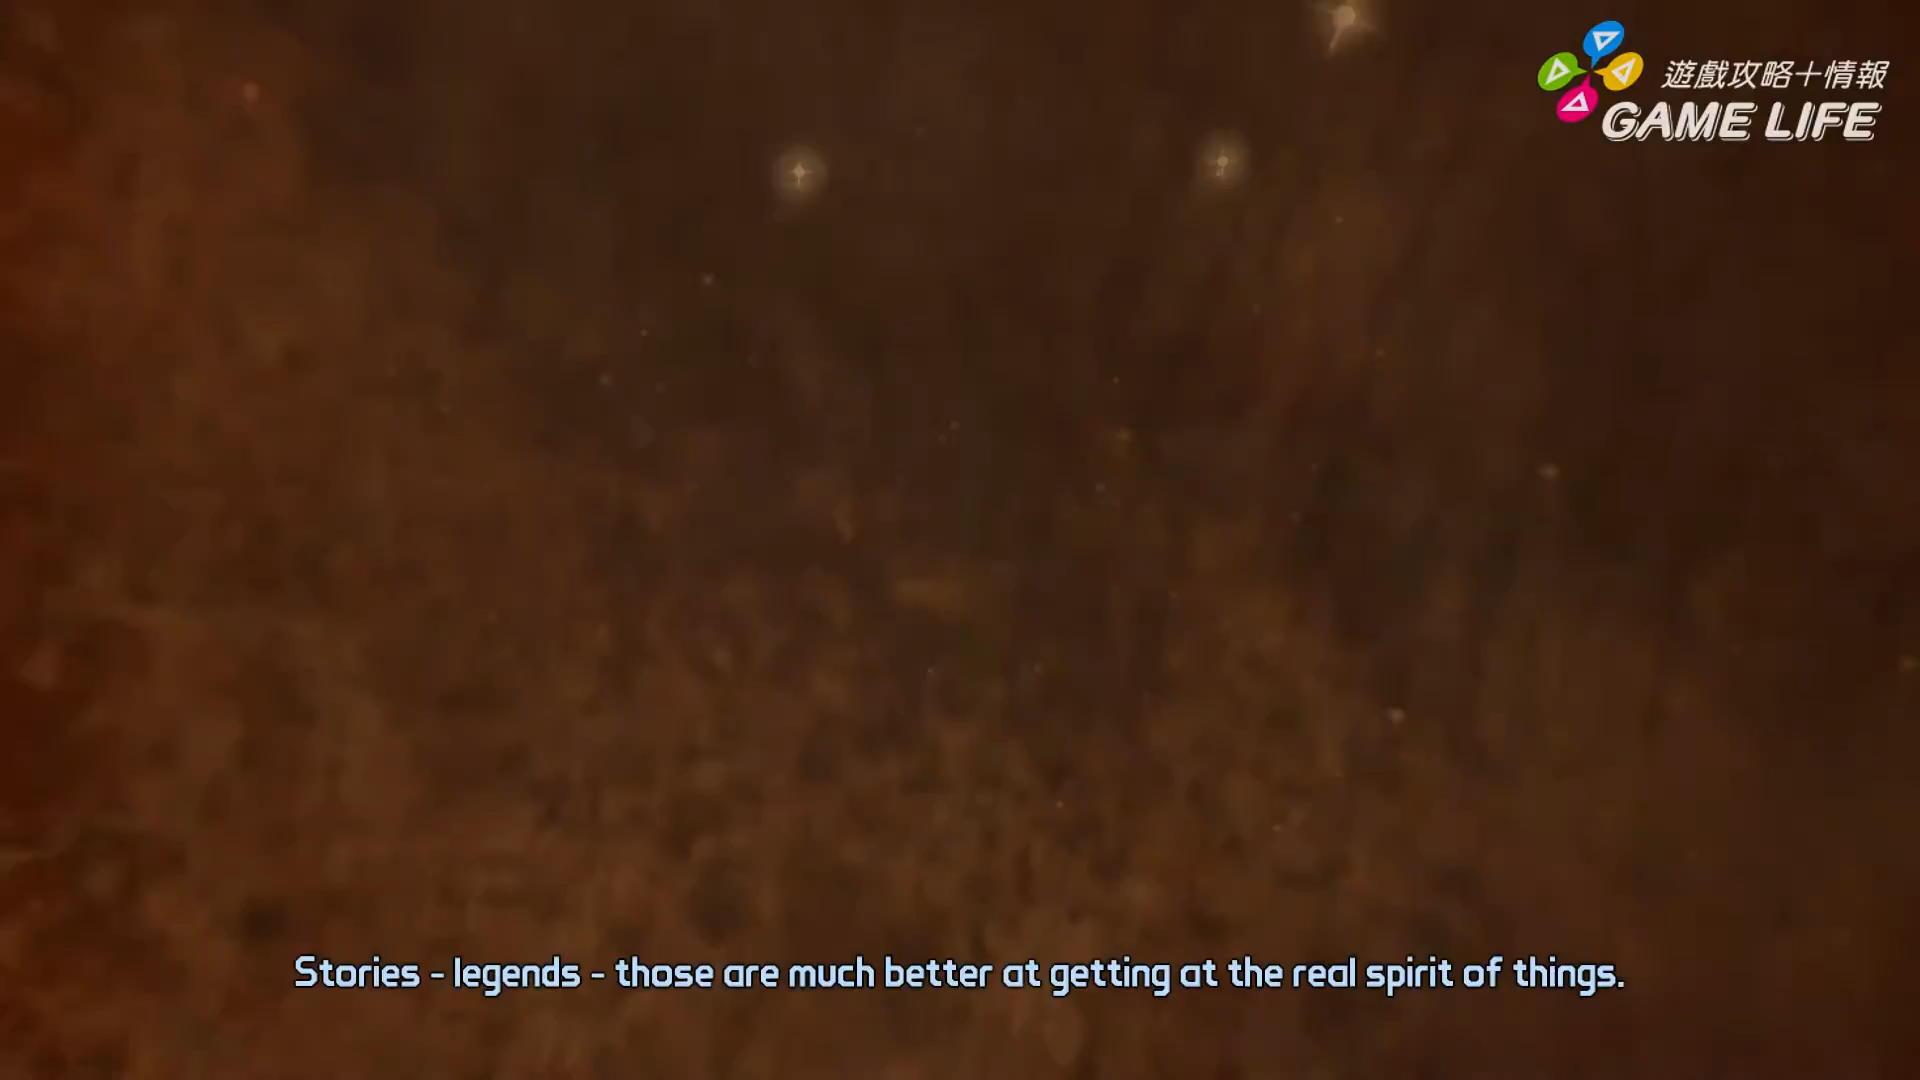 遊戲攻略+情報
GAME LIFE
Stories - legends - those are much better at getting at the real spirit of things.